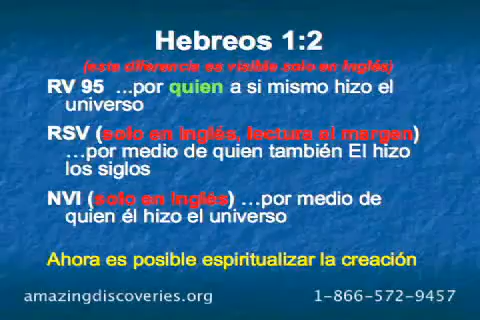 Hebreos 1:2
(esta diferencia es visible solo en inglés)
RV 95 ...por quien a si mismo hizo el
universo
RSV (solo en inglés, lectura al margen)
...por medio de quien también El hizo
los siglos
NVI (solo en inglés) ...por medio de
quien él hizo el universo
Ahora es posible espiritualizar la creación
amazingdiscoveries.org 1-866-572-9457